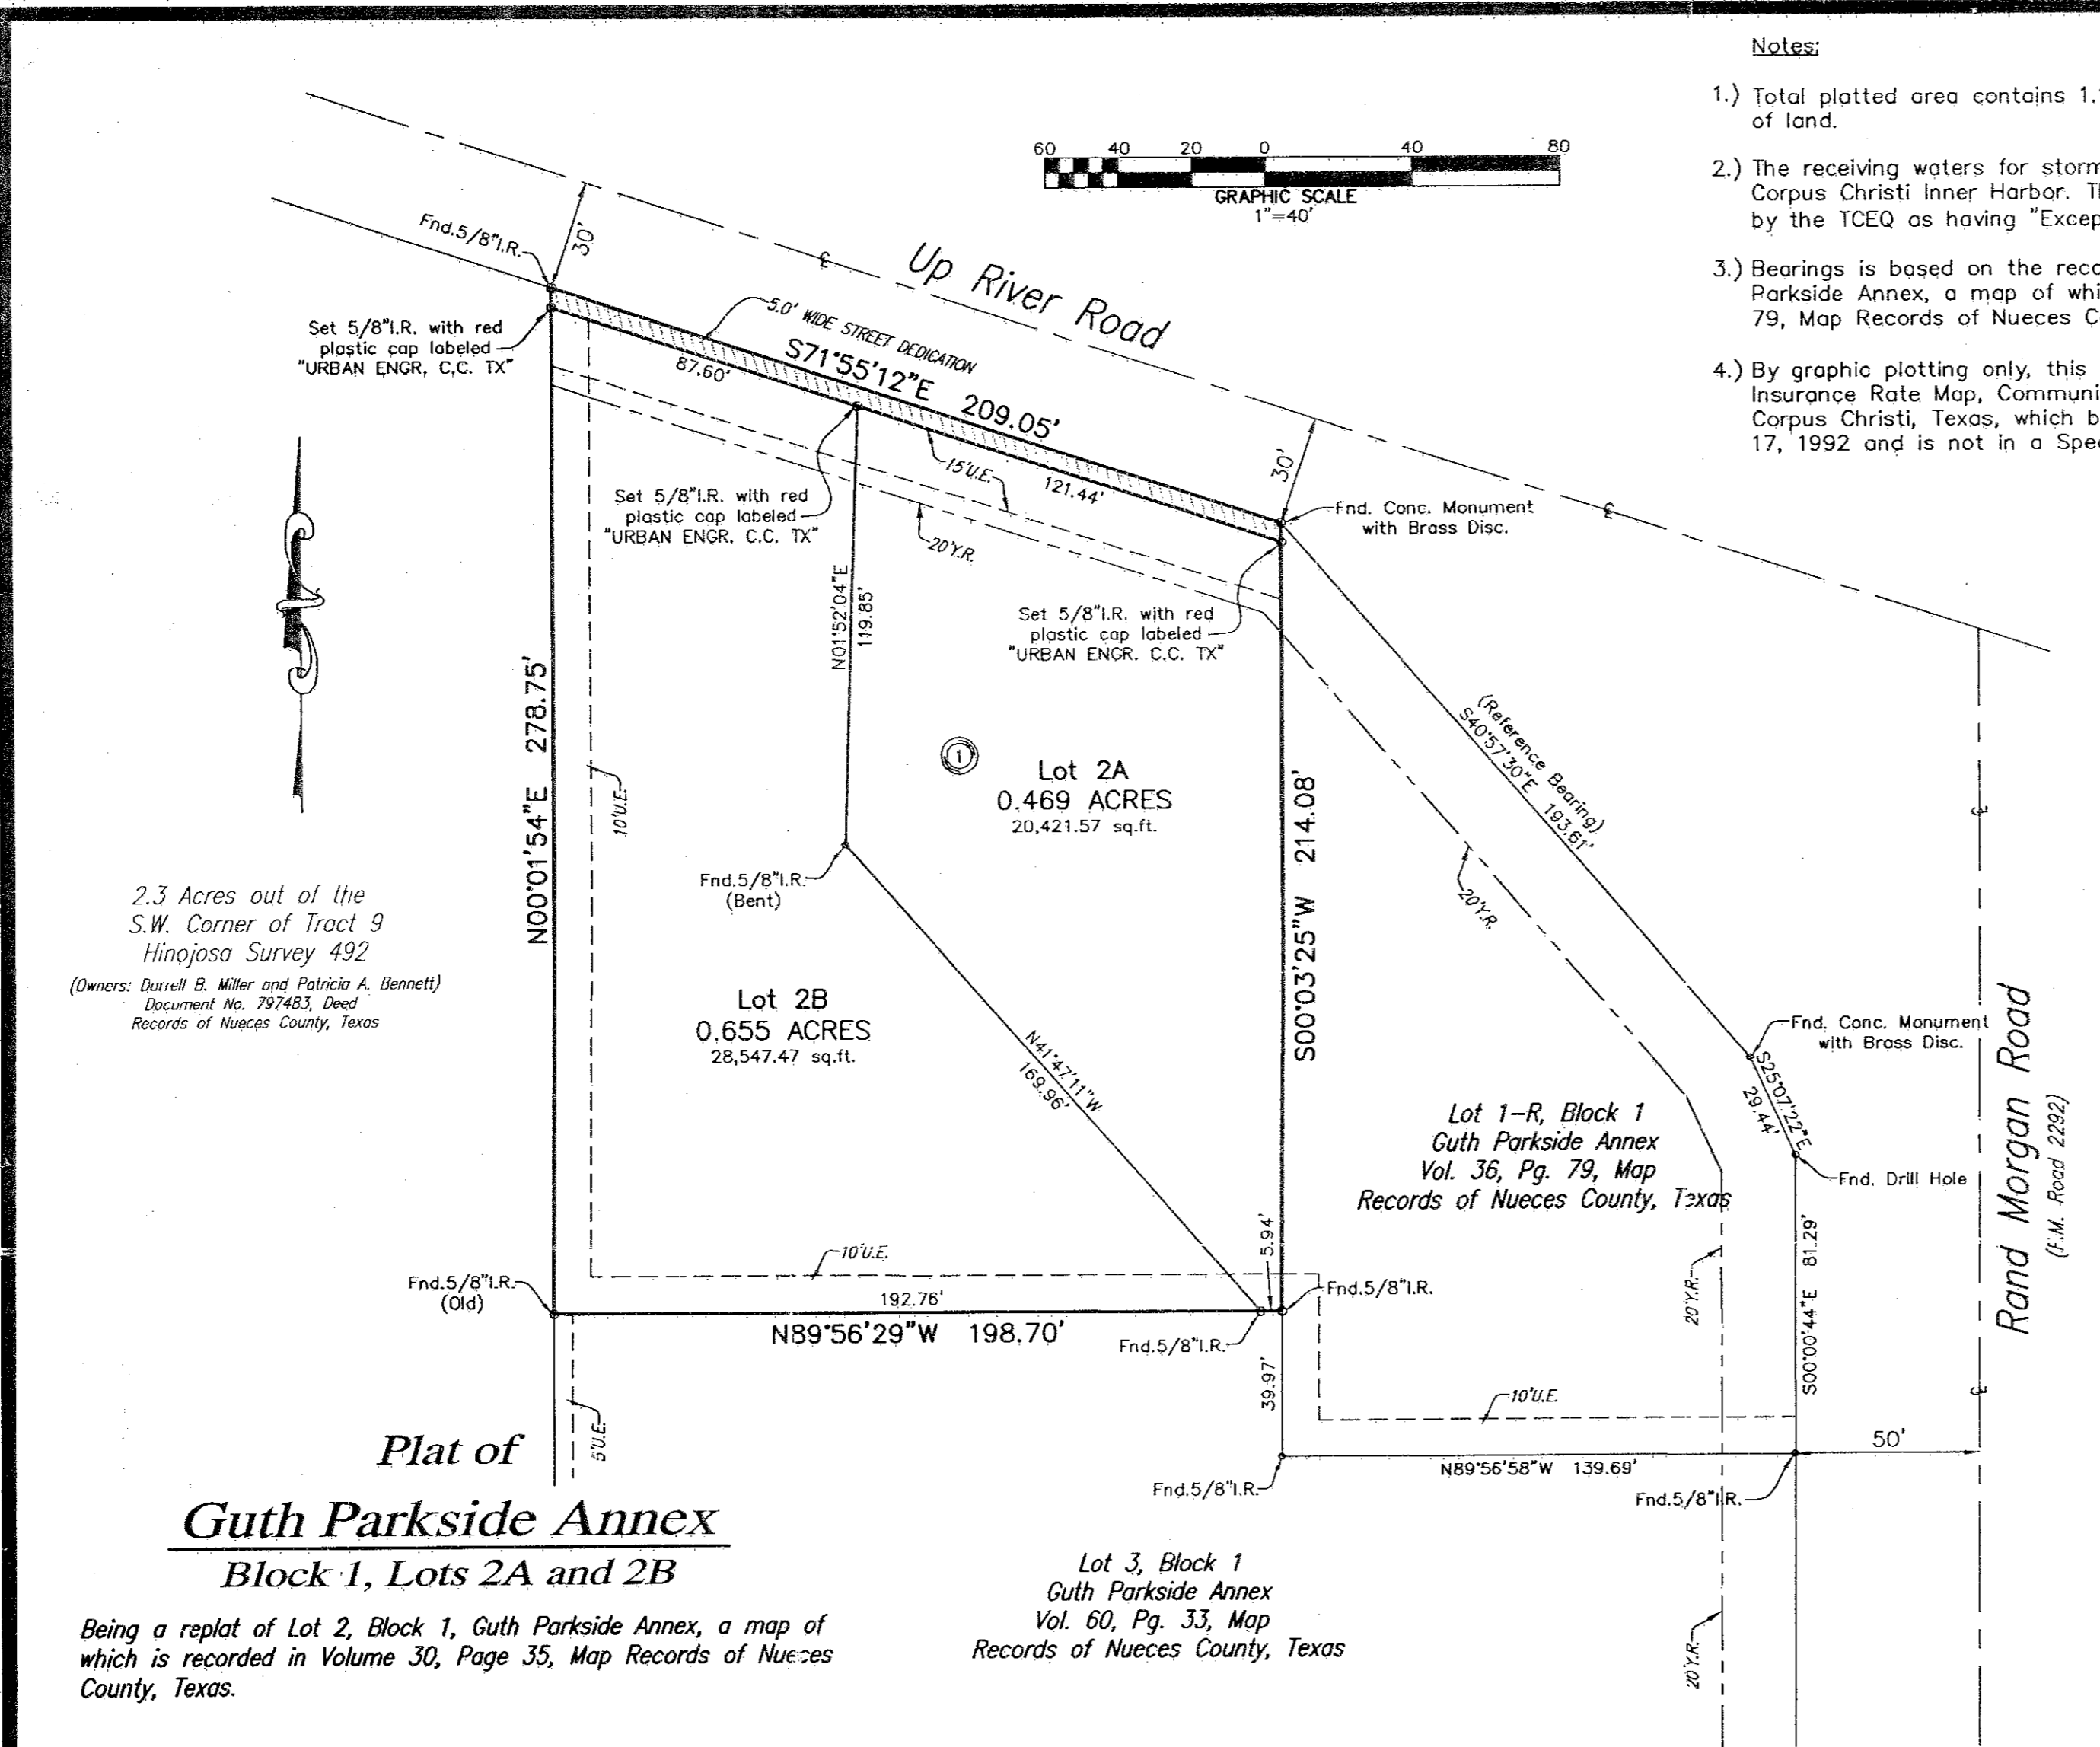 Notes:
1.) Total platted area contains 1.
of land.
2.) The receiving waters for storm
Corpus Christi Inner Harbor.
by the TCEQ as having "Excep
3.) Bearings is based on the reco
Parkside Annex, a map of whi
79, Map Records of Nueces C
4.) By graphic plotting only, this
Insurance Rate Map, Communi
Corpus Christi, Texas, which b
17, 1992 and is not in a Spe
60 40 20 0 40 80
GRAPHIC SCALE
1"=40'
Up River Road
Fnd.5/8"I.R.
30'
Set 5/8"I.R. with red
plastic cap labeled
"URBAN ENGR. C.C. TX"
5.0' WIDE STREET DEDICATION
S71°55'12"E 209.05'
87.60'
15'U.E.
121.44'
20'Y.R.
30'
Set 5/8"I.R. with red
plastic cap labeled
"URBAN ENGR. C.C. TX"
Fnd. Conc. Monument
with Brass Disc.
Set 5/8"I.R. with red
plastic cap labeled
"URBAN ENGR. C.C. TX"
N01°52'04"E
119.85'
N00°01'54"E 278.75'
10'U.E.
1
Lot 2A
0.469 ACRES
20,421.57 sq.ft.
S00°03'25"W 214.08'
(Reference Bearing)
S40°57'30"E 193.61'
20'Y.R.
Fnd.5/8"I.R.
(Bent)
2.3 Acres out of the
S.W. Corner of Tract 9
Hinojosa Survey 492
(Owners: Darrell B. Miller and Patricia A. Bennett)
Document No. 797483, Deed
Records of Nueces County, Texas
Lot 2B
0.655 ACRES
28,547.47 sq.ft.
N41°47'11"W
169.96'
Fnd. Conc. Monument
with Brass Disc.
S25°07'22"E
29.44'
Fnd. Drill Hole
Rand Morgan Road
(F.M. Road 2292)
Lot 1-R, Block 1
Guth Parkside Annex
Vol. 36, Pg. 79, Map
Records of Nueces County, Texas
S00°00'44"E 81.29'
20'Y.R.
5.94'
10'U.E.
192.76'
N89°56'29"W 198.70'
Fnd.5/8"I.R.
(Old)
Fnd.5/8"I.R.
Fnd.5/8"I.R.
39.97'
10'U.E.
50'
N89°56'58"W 139.69'
Fnd.5/8"I.R.
Fnd.5/8"I.R.
5'U.E.
Plat of
Guth Parkside Annex
Block 1, Lots 2A and 2B
Being a replat of Lot 2, Block 1, Guth Parkside Annex, a map of
which is recorded in Volume 30, Page 35, Map Records of Nueces
County, Texas.
Lot 3, Block 1
Guth Parkside Annex
Vol. 60, Pg. 33, Map
Records of Nueces County, Texas
20'Y.R.